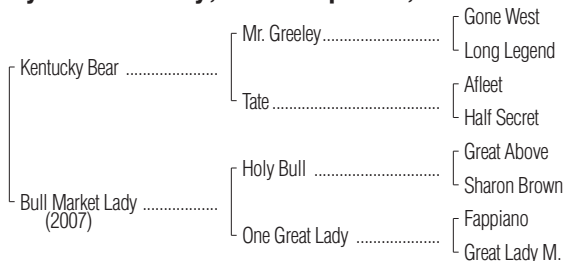 Gone West
Mr. Greeley..............................
Long Legend
Kentucky Bear .......................
Afleet
Tate ..........................................
Half Secret
Great Above
Holy Bull ...............................
Sharon Brown
Bull Market Lady ...................
(2007)
Fappiano
One Great Lady .....................
Great Lady M.